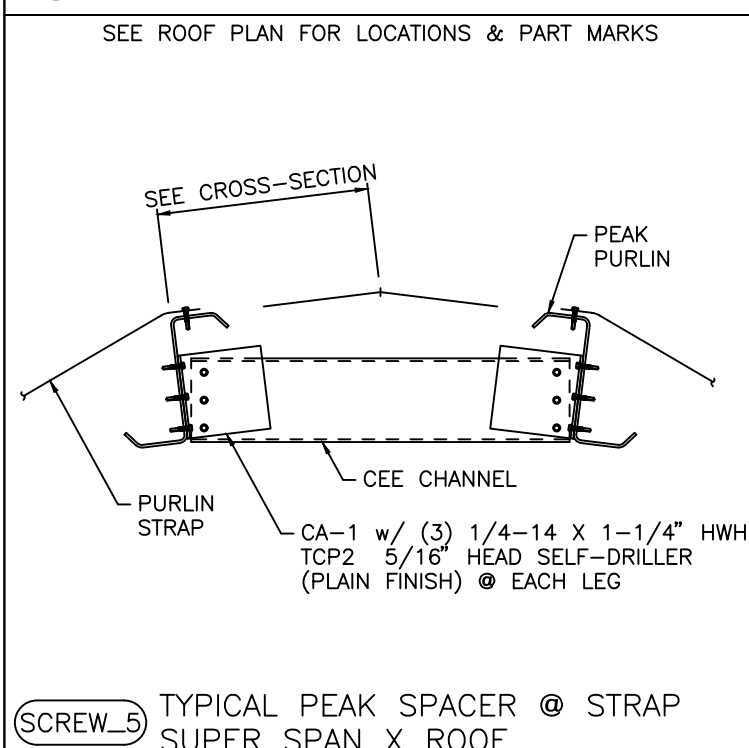 SEE ROOF PLAN FOR LOCATIONS & PART MARKS
SEE CROSS-SECTION
PEAK
PURLIN
CEE CHANNEL
PURLIN
STRAP
CA-1 w/ (3) 1/4-14 X 1-1/4" HWH
TCP2 5/16" HEAD SELF-DRILLER
(PLAIN FINISH) @ EACH LEG
SCREW_5
TYPICAL PEAK SPACER @ STRAP
SUPER SPAN X ROOF